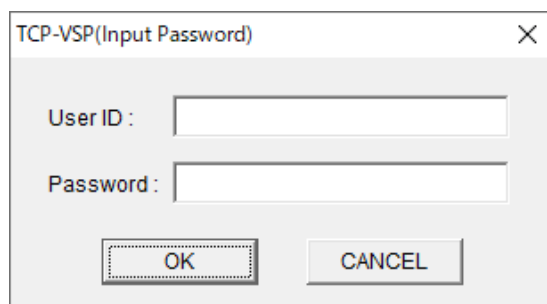 TCP-VSP(Input Password)
User ID :
Password :
OK CANCEL